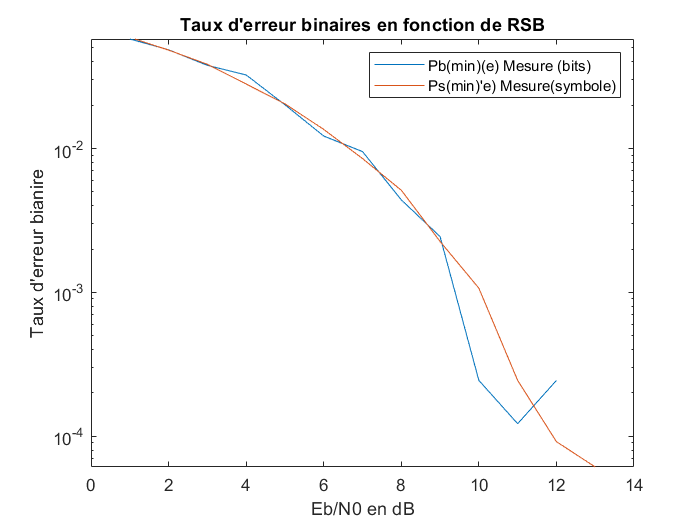 Taux d'erreur binaires en fonction de RSB
Pb(min)(e) Mesure (bits)
Ps(min)'e) Mesure(symbole)
Taux d'erreur bianire
10-2
10-3
10-4
0 2 4 6 8 10 12 14
Eb/N0 en dB